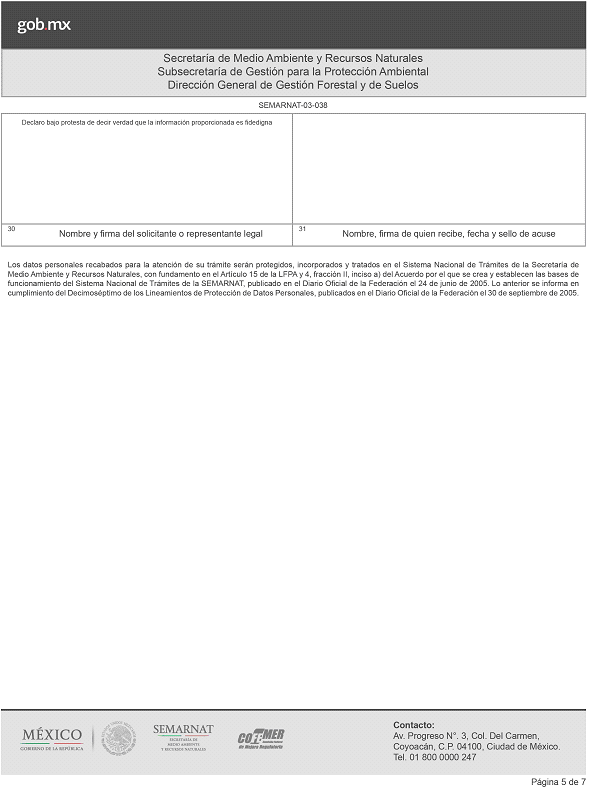 gob.mx
Secretaría de Medio Ambiente y Recursos Naturales
Subsecretaría de Gestión para la Protección Ambiental
Dirección General de Gestión Forestal y de Suelos
SEMARNAT-03-038
Declaro bajo protesta de decir verdad que la información proporcionada es fidedigna
30
Nombre y firma del solicitante o representante legal
31
Nombre, firma de quien recibe, fecha y sello de acuse
Los datos personales recabados para la atención de su trámite serán protegidos, incorporados y tratados en el Sistema Nacional de Trámites de la Secretaria de
Medio Ambiente y Recursos Naturales, con fundamento en el Artículo 15 de la LFPA y 4, fracción II, inciso a) del Acuerdo por el que se crea y establecen las bases de
funcionamiento del Sistema Nacional de Trámites de la SEMARNAT, publicado en el Diario Oficial de la Federación el 24 de junio de 2005. Lo anterior se informa en
cumplimiento del Decimoséptimo de los Lineamientos de Protección de Datos Personales, publicados en el Diario Oficial de la Federación el 30 de septiembre de 2005.
MÉXICO
GOBIERNO DE LA REPÚBLICA
SEMARNAT
SECRETARÍA DE
MEDIO AMBIENTE
Y RECURSOS NATURALES
COFEMER
de Mejora Regulatoria
Contacto:
Av. Progreso N°. 3, Col. Del Carmen,
Coyoacán, C.P. 04100, Ciudad de México.
Tel. 01 800 0000 247
Página 5 de 7